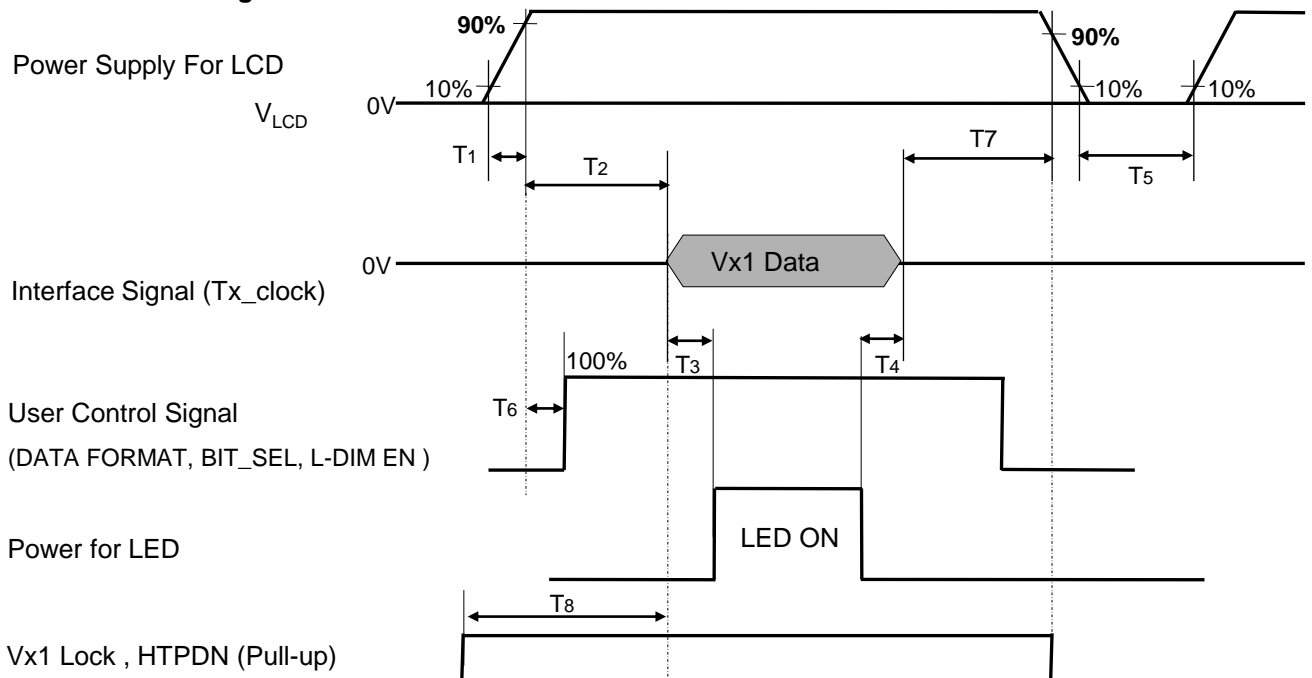 90%
90%
Power Supply For LCD
10%
10%
10%
V_LCD
0V
T1
T2
T7
T5
0V
Vx1 Data
Interface Signal (Tx_clock)
T3
T4
100%
User Control Signal
T6
(DATA FORMAT, BIT_SEL, L-DIM EN )
Power for LED
LED ON
T8
Vx1 Lock , HTPDN (Pull-up)